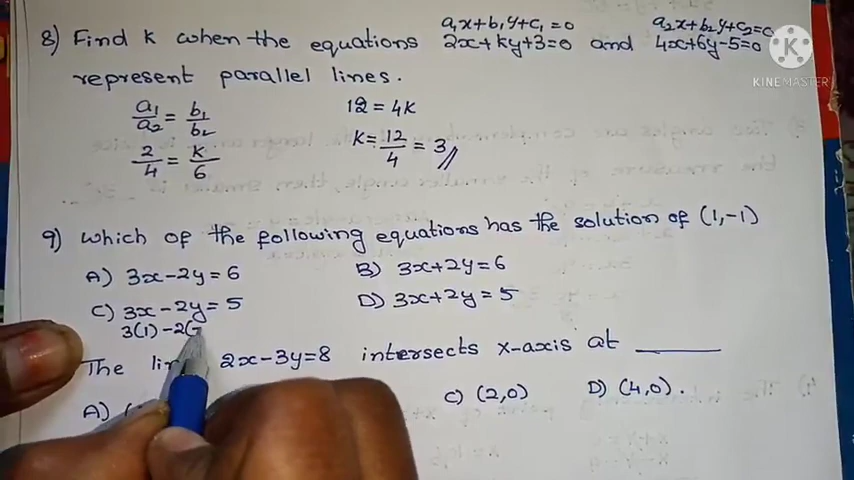 a₁x+b₁y+c₁=0 a₂x+b₂y+c₂=0
8) Find k when the equations 2x+ky+3=0 and 4x+6y-5=0
represent parallel lines.
a₁/a₂ = b₁/b₂ 12 = 4k
2/4 = k/6 k = 12/4 = 3 //
9) Which of the following equations has the solution of (1,-1)
A) 3x-2y=6 B) 3x+2y=6
C) 3x-2y=5 D) 3x+2y=5
3(1)-2(
The 2x-3y=8 intersects x-axis at ______
A) C) (2,0) D) (4,0).
KINEMASTER